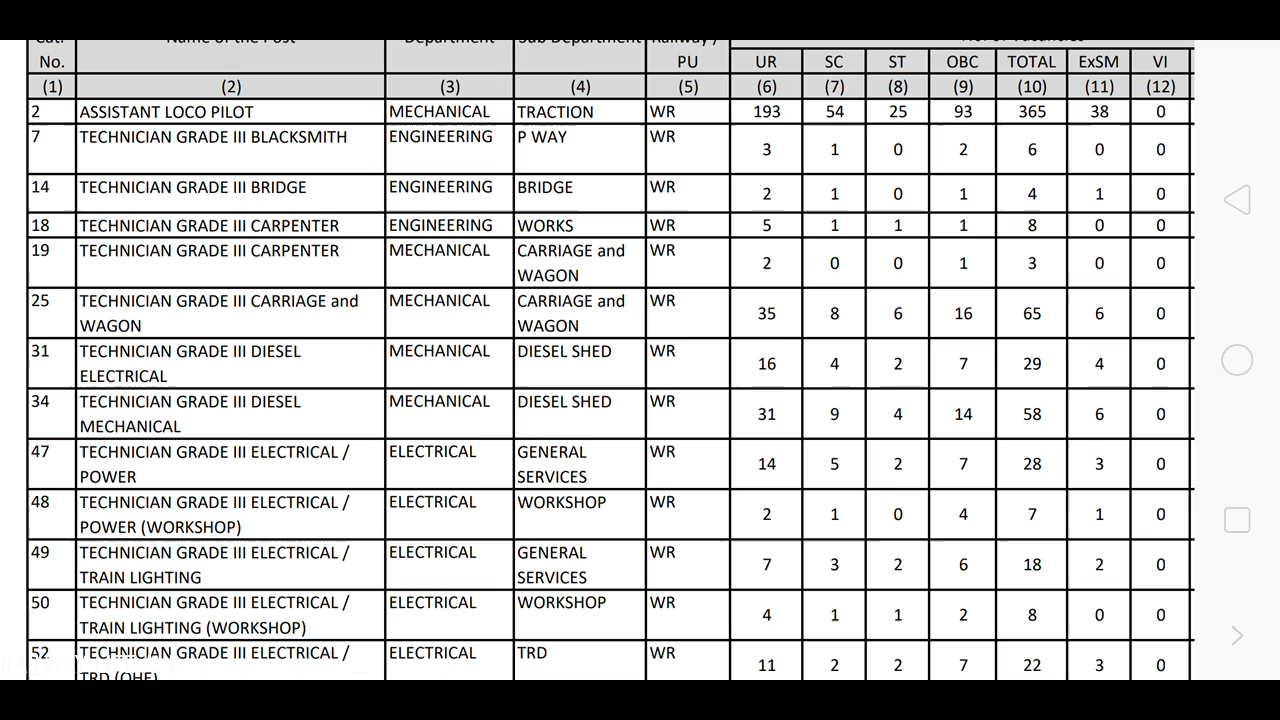 Cat. Name of the Post Department Sub Department Railway / No. of Vacancies
No. PU UR SC ST OBC TOTAL ExSM VI
(1) (2) (3) (4) (5) (6) (7) (8) (9) (10) (11) (12)
2 ASSISTANT LOCO PILOT MECHANICAL TRACTION WR 193 54 25 93 365 38 0
7 TECHNICIAN GRADE III BLACKSMITH ENGINEERING P WAY WR 3 1 0 2 6 0 0
14 TECHNICIAN GRADE III BRIDGE ENGINEERING BRIDGE WR 2 1 0 1 4 1 0
18 TECHNICIAN GRADE III CARPENTER ENGINEERING WORKS WR 5 1 1 1 8 0 0
19 TECHNICIAN GRADE III CARPENTER MECHANICAL CARRIAGE and WR 2 0 0 1 3 0 0
WAGON
25 TECHNICIAN GRADE III CARRIAGE and MECHANICAL CARRIAGE and WR 35 8 6 16 65 6 0
WAGON WAGON
31 TECHNICIAN GRADE III DIESEL MECHANICAL DIESEL SHED WR 16 4 2 7 29 4 0
ELECTRICAL
34 TECHNICIAN GRADE III DIESEL MECHANICAL DIESEL SHED WR 31 9 4 14 58 6 0
MECHANICAL
47 TECHNICIAN GRADE III ELECTRICAL / ELECTRICAL GENERAL WR 14 5 2 7 28 3 0
POWER SERVICES
48 TECHNICIAN GRADE III ELECTRICAL / ELECTRICAL WORKSHOP WR 2 1 0 4 7 1 0
POWER (WORKSHOP)
49 TECHNICIAN GRADE III ELECTRICAL / ELECTRICAL GENERAL WR 7 3 2 6 18 2 0
TRAIN LIGHTING SERVICES
50 TECHNICIAN GRADE III ELECTRICAL / ELECTRICAL WORKSHOP WR 4 1 1 2 8 0 0
TRAIN LIGHTING (WORKSHOP)
52 TECHNICIAN GRADE III ELECTRICAL / ELECTRICAL TRD WR 11 2 2 7 22 3 0
TRD (OHE)